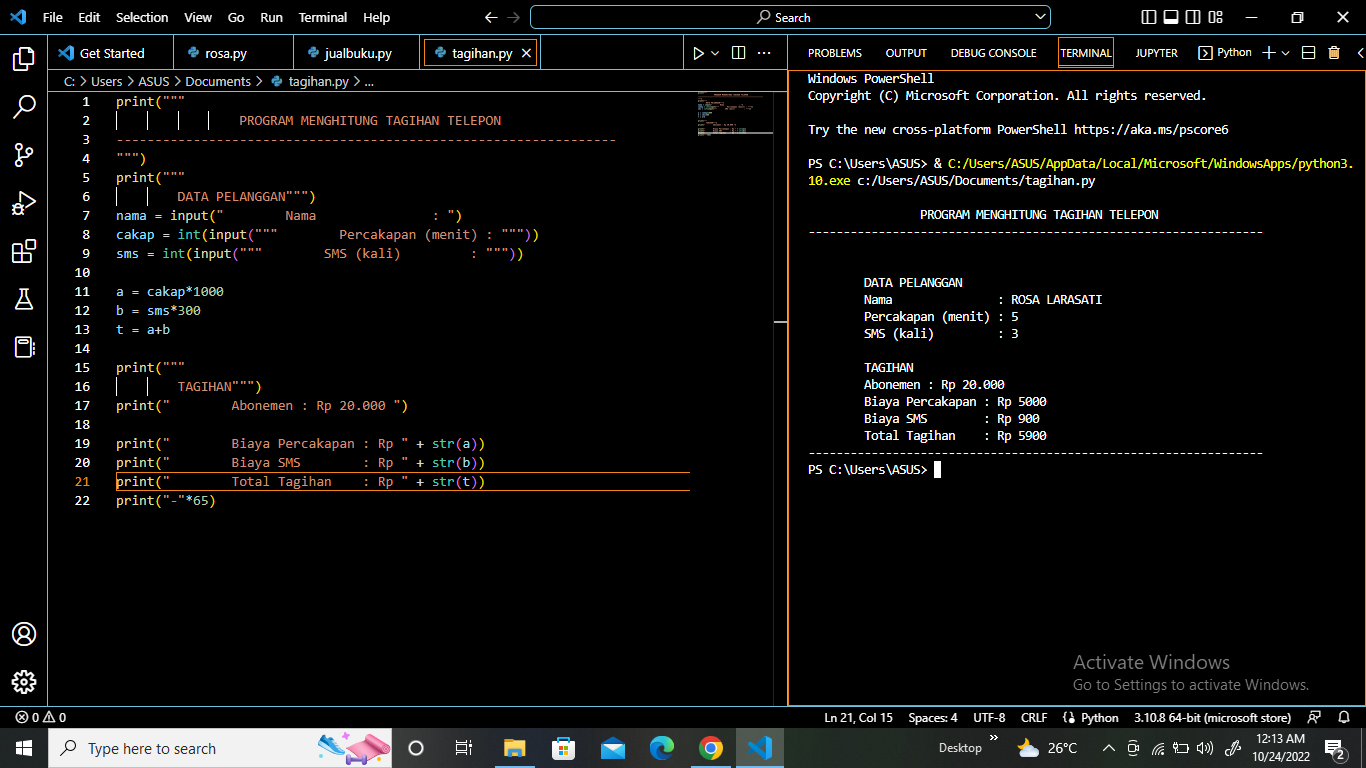 File Edit Selection View Go Run Terminal Help Search
Get Started rosa.py jualbuku.py tagihan.py
C: > Users > ASUS > Documents > tagihan.py > ...
1 print("""
2 PROGRAM MENGHITUNG TAGIHAN TELEPON
3 -----------------------------------------------------------------
4 """)
5 print("""
6 DATA PELANGGAN""")
7 nama = input(" Nama : ")
8 cakap = int(input(""" Percakapan (menit) : """))
9 sms = int(input(""" SMS (kali) : """))
10
11 a = cakap*1000
12 b = sms*300
13 t = a+b
14
15 print("""
16 TAGIHAN""")
17 print(" Abonemen : Rp 20.000 ")
18
19 print(" Biaya Percakapan : Rp " + str(a))
20 print(" Biaya SMS : Rp " + str(b))
21 print(" Total Tagihan : Rp " + str(t))
22 print("-"*65)
PROBLEMS OUTPUT DEBUG CONSOLE TERMINAL JUPYTER Python
Windows PowerShell
Copyright (C) Microsoft Corporation. All rights reserved.
Try the new cross-platform PowerShell https://aka.ms/pscore6
PS C:\Users\ASUS> & C:/Users/ASUS/AppData/Local/Microsoft/WindowsApps/python3.
10.exe c:/Users/ASUS/Documents/tagihan.py
PROGRAM MENGHITUNG TAGIHAN TELEPON
-----------------------------------------------------------------
DATA PELANGGAN
Nama : ROSA LARASATI
Percakapan (menit) : 5
SMS (kali) : 3
TAGIHAN
Abonemen : Rp 20.000
Biaya Percakapan : Rp 5000
Biaya SMS : Rp 900
Total Tagihan : Rp 5900
-----------------------------------------------------------------
PS C:\Users\ASUS>
Activate Windows
Go to Settings to activate Windows.
0 0 Ln 21, Col 15 Spaces: 4 UTF-8 CRLF Python 3.10.8 64-bit (microsoft store)
Type here to search Desktop 26°C 12:13 AM
10/24/2022 2